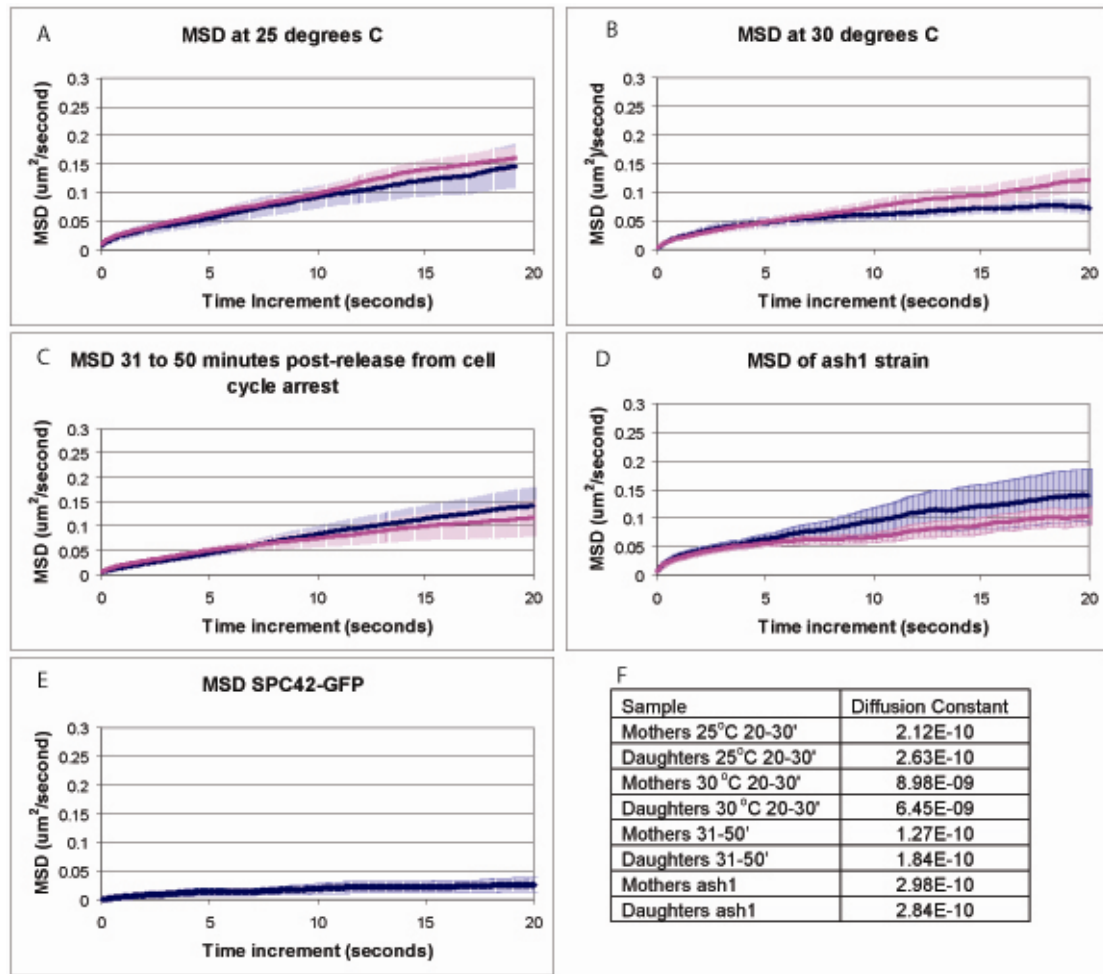 A
MSD at 25 degrees C
MSD (um²/second)
0.3
0.25
0.2
0.15
0.1
0.05
0
0 5 10 15 20
Time Increment (seconds)
B
MSD at 30 degrees C
MSD (um²)/second
0.3
0.25
0.2
0.15
0.1
0.05
0
0 5 10 15 20
Time increment (seconds)
C
MSD 31 to 50 minutes post-release from cell
cycle arrest
MSD (um²/second)
0.3
0.25
0.2
0.15
0.1
0.05
0
0 5 10 15 20
Time increment (seconds)
D
MSD of ash1 strain
MSD (um²/second)
0.3
0.25
0.2
0.15
0.1
0.05
0
0 5 10 15 20
Time increment (seconds)
E
MSD SPC42-GFP
MSD (um²/second)
0.3
0.25
0.2
0.15
0.1
0.05
0
0 5 10 15 20
Time increment (seconds)
F
Sample Diffusion Constant
Mothers 25°C 20-30' 2.12E-10
Daughters 25°C 20-30' 2.63E-10
Mothers 30 °C 20-30' 8.98E-09
Daughters 30 °C 20-30' 6.45E-09
Mothers 31-50' 1.27E-10
Daughters 31-50' 1.84E-10
Mothers ash1 2.98E-10
Daughters ash1 2.84E-10